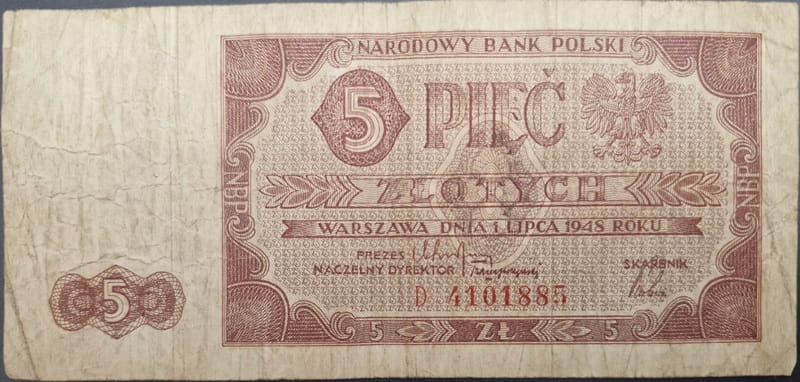 NARODOWY BANK POLSKI
5 PIĘĆ
ZŁOTYCH
WARSZAWA DNIA 1 LIPCA 1948 ROKU
PREZES
NACZELNY DYREKTOR
SKARBNIK
D 4101885
5 ZŁ 5
5
NBP
NBP